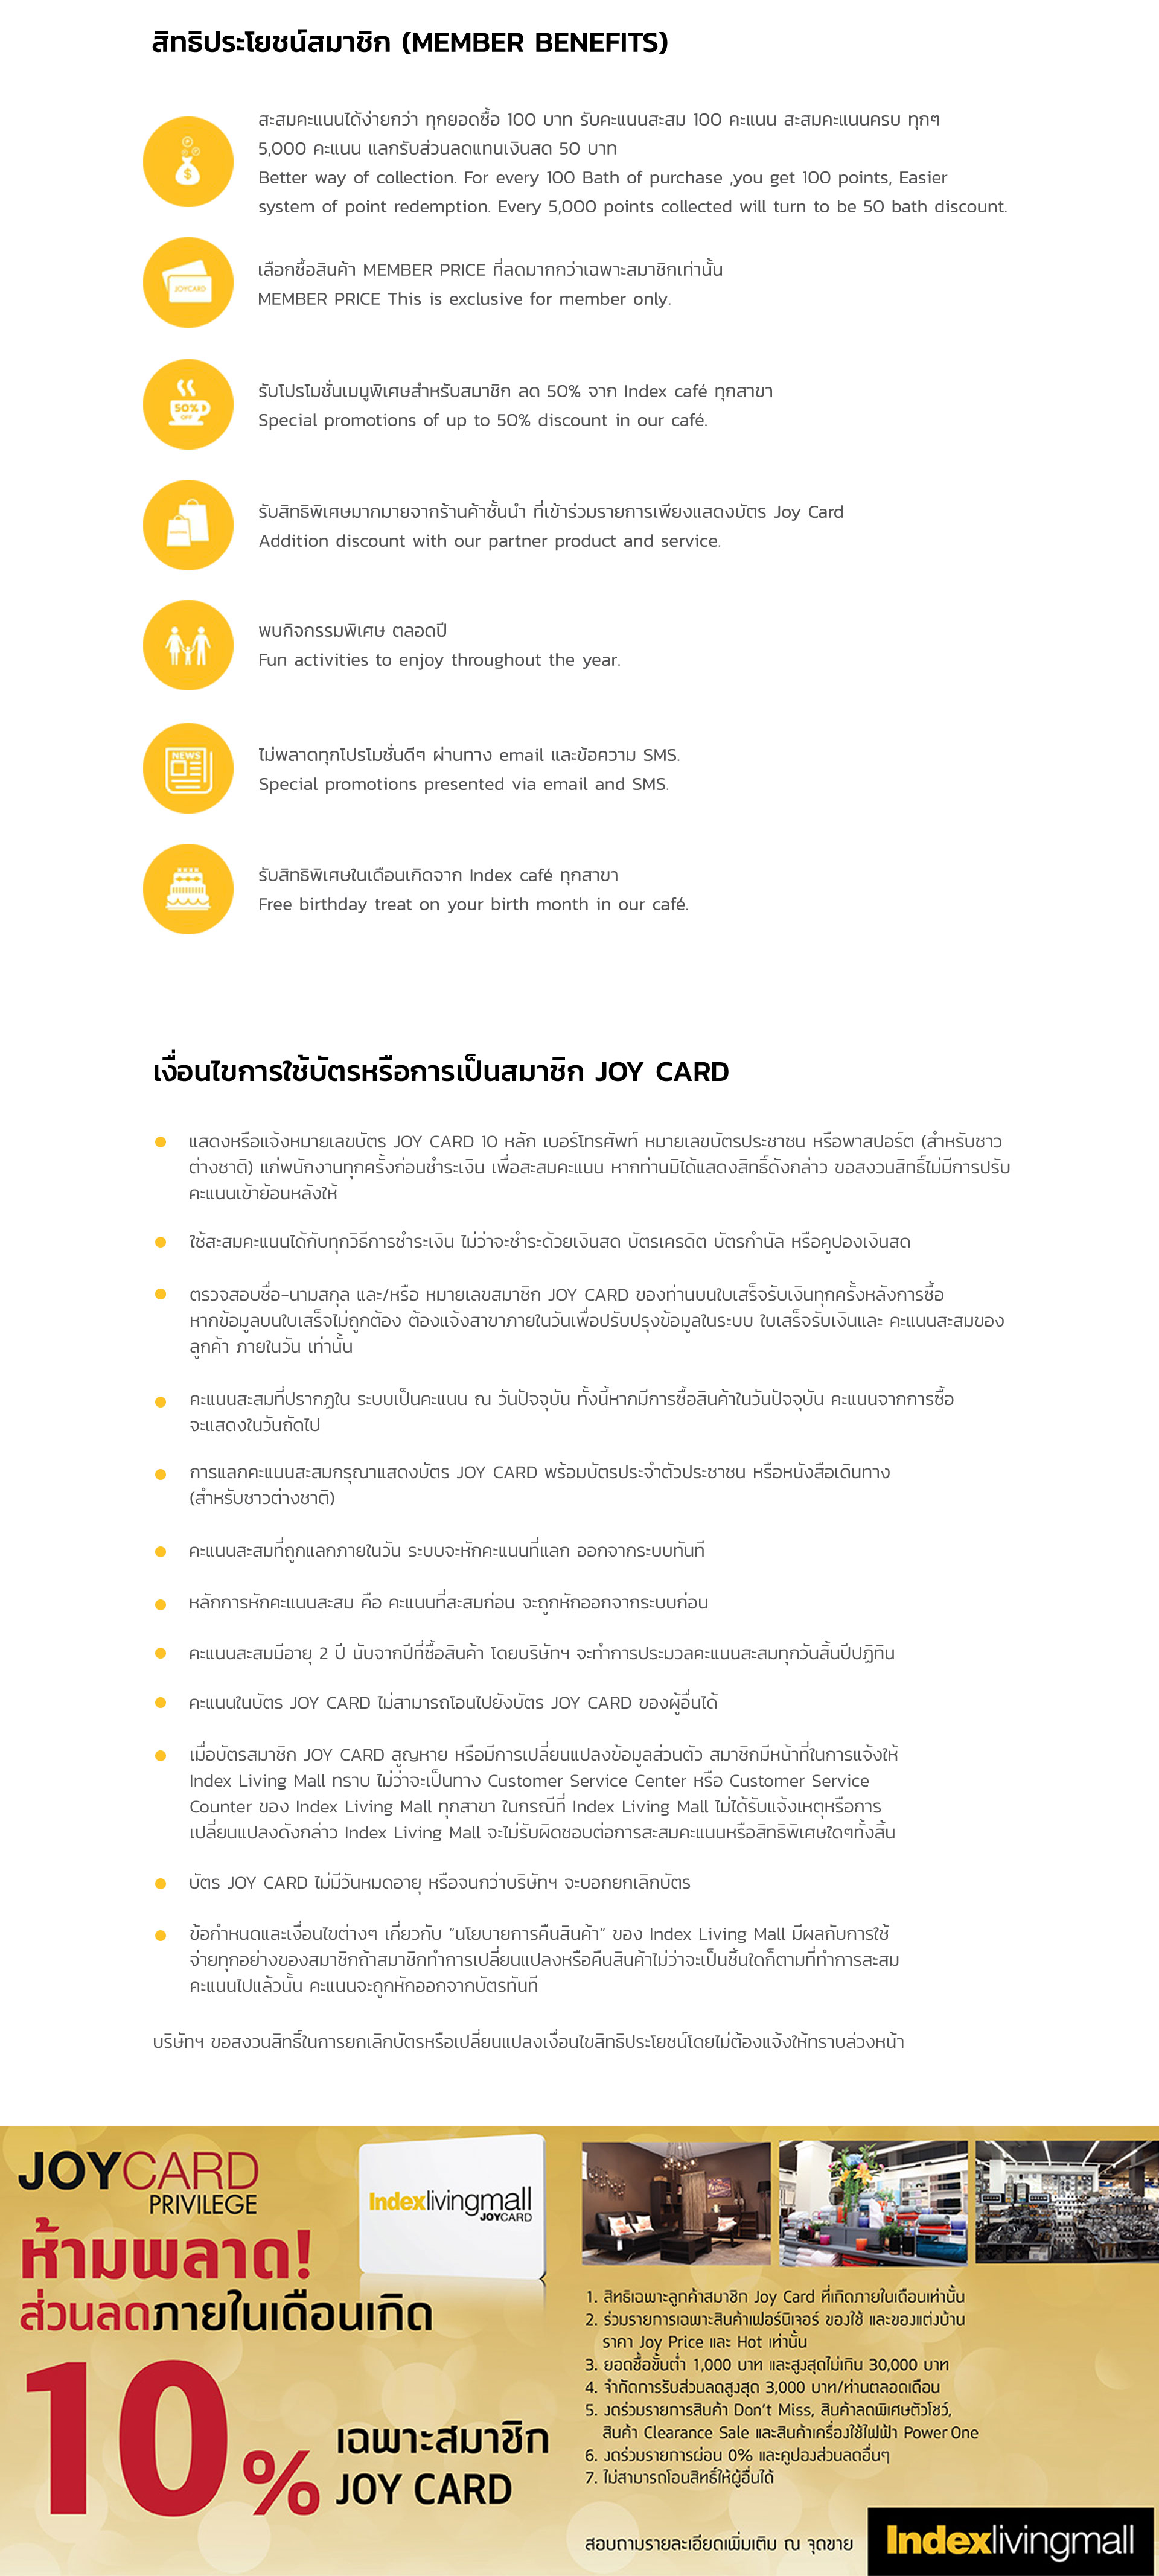 สิทธิประโยชน์สมาชิก (MEMBER BENEFITS)
สะสมคะแนนได้ง่ายกว่า ทุกยอดซื้อ 100 บาท รับคะแนนสะสม 100 คะแนน สะสมคะแนนครบ ทุกๆ
5,000 คะแนน แลกรับส่วนลดแทนเงินสด 50 บาท
Better way of collection. For every 100 Bath of purchase ,you get 100 points, Easier
system of point redemption. Every 5,000 points collected will turn to be 50 bath discount.
JOYCARD
เลือกซื้อสินค้า MEMBER PRICE ที่ลดมากกว่าเฉพาะสมาชิกเท่านั้น
MEMBER PRICE This is exclusive for member only.
50%
OFF
รับโปรโมชั่นเมนูพิเศษสำหรับสมาชิก ลด 50% จาก Index café ทุกสาขา
Special promotions of up to 50% discount in our café.
รับสิทธิพิเศษมากมายจากร้านค้าชั้นนำ ที่เข้าร่วมรายการเพียงแสดงบัตร Joy Card
Addition discount with our partner product and service.
พบกิจกรรมพิเศษ ตลอดปี
Fun activities to enjoy throughout the year.
NEWS
ไม่พลาดทุกโปรโมชั่นดีๆ ผ่านทาง email และข้อความ SMS.
Special promotions presented via email and SMS.
รับสิทธิพิเศษในเดือนเกิดจาก Index café ทุกสาขา
Free birthday treat on your birth month in our café.
เงื่อนไขการใช้บัตรหรือการเป็นสมาชิก JOY CARD
แสดงหรือแจ้งหมายเลขบัตร JOY CARD 10 หลัก เบอร์โทรศัพท์ หมายเลขบัตรประชาชน หรือพาสปอร์ต (สำหรับชาว
ต่างชาติ) แก่พนักงานทุกครั้งก่อนชำระเงิน เพื่อสะสมคะแนน หากท่านมิได้แสดงสิทธิ์ดังกล่าว ขอสงวนสิทธิ์ไม่มีการปรับ
คะแนนเข้าย้อนหลังให้
ใช้สะสมคะแนนได้กับทุกวิธีการชำระเงิน ไม่ว่าจะชำระด้วยเงินสด บัตรเครดิต บัตรกำนัล หรือคูปองเงินสด
ตรวจสอบชื่อ-นามสกุล และ/หรือ หมายเลขสมาชิก JOY CARD ของท่านบนใบเสร็จรับเงินทุกครั้งหลังการซื้อ
หากข้อมูลบนใบเสร็จไม่ถูกต้อง ต้องแจ้งสาขาภายในวันเพื่อปรับปรุงข้อมูลในระบบ ใบเสร็จรับเงินและ คะแนนสะสมของ
ลูกค้า ภายในวัน เท่านั้น
คะแนนสะสมที่ปรากฏใน ระบบเป็นคะแนน ณ วันปัจจุบัน ทั้งนี้หากมีการซื้อสินค้าในวันปัจจุบัน คะแนนจากการซื้อ
จะแสดงในวันถัดไป
การแลกคะแนนสะสมกรุณาแสดงบัตร JOY CARD พร้อมบัตรประจำตัวประชาชน หรือหนังสือเดินทาง
(สำหรับชาวต่างชาติ)
คะแนนสะสมที่ถูกแลกภายในวัน ระบบจะหักคะแนนที่แลก ออกจากระบบทันที
หลักการหักคะแนนสะสม คือ คะแนนที่สะสมก่อน จะถูกหักออกจากระบบก่อน
คะแนนสะสมมีอายุ 2 ปี นับจากปีที่ซื้อสินค้า โดยบริษัทฯ จะทำการประมวลคะแนนสะสมทุกวันสิ้นปีปฏิทิน
คะแนนในบัตร JOY CARD ไม่สามารถโอนไปยังบัตร JOY CARD ของผู้อื่นได้
เมื่อบัตรสมาชิก JOY CARD สูญหาย หรือมีการเปลี่ยนแปลงข้อมูลส่วนตัว สมาชิกมีหน้าที่ในการแจ้งให้
Index Living Mall ทราบ ไม่ว่าจะเป็นทาง Customer Service Center หรือ Customer Service
Counter ของ Index Living Mall ทุกสาขา ในกรณีที่ Index Living Mall ไม่ได้รับแจ้งเหตุหรือการ
เปลี่ยนแปลงดังกล่าว Index Living Mall จะไม่รับผิดชอบต่อการสะสมคะแนนหรือสิทธิพิเศษใดๆทั้งสิ้น
บัตร JOY CARD ไม่มีวันหมดอายุ หรือจนกว่าบริษัทฯ จะบอกยกเลิกบัตร
ข้อกำหนดและเงื่อนไขต่างๆ เกี่ยวกับ “นโยบายการคืนสินค้า” ของ Index Living Mall มีผลกับการใช้
จ่ายทุกอย่างของสมาชิกถ้าสมาชิกทำการเปลี่ยนแปลงหรือคืนสินค้าไม่ว่าจะเป็นชิ้นใดก็ตามที่ทำการสะสม
คะแนนไปแล้วนั้น คะแนนจะถูกหักออกจากบัตรทันที
บริษัทฯ ขอสงวนสิทธิ์ในการยกเลิกบัตรหรือเปลี่ยนแปลงเงื่อนไขสิทธิประโยชน์โดยไม่ต้องแจ้งให้ทราบล่วงหน้า
JOYCARD
PRIVILEGE
ห้ามพลาด!
ส่วนลดภายในเดือนเกิด
10%
เฉพาะสมาชิก
JOY CARD
Indexlivingmall
JOYCARD
1. สิทธิเฉพาะลูกค้าสมาชิก Joy Card ที่เกิดภายในเดือนเท่านั้น
2. ร่วมรายการเฉพาะสินค้าเฟอร์นิเจอร์ ของใช้ และของแต่งบ้าน
ราคา Joy Price และ Hot เท่านั้น
3. ยอดซื้อขั้นต่ำ 1,000 บาท และสูงสุดไม่เกิน 30,000 บาท
4. จำกัดการรับส่วนลดสูงสุด 3,000 บาท/ท่านตลอดเดือน
5. งดร่วมรายการสินค้า Don't Miss, สินค้าลดพิเศษตัวโชว์,
สินค้า Clearance Sale และสินค้าเครื่องใช้ไฟฟ้า Power One
6. งดร่วมรายการผ่อน 0% และคูปองส่วนลดอื่นๆ
7. ไม่สามารถโอนสิทธิ์ให้ผู้อื่นได้
สอบถามรายละเอียดเพิ่มเติม ณ จุดขาย
Indexlivingmall